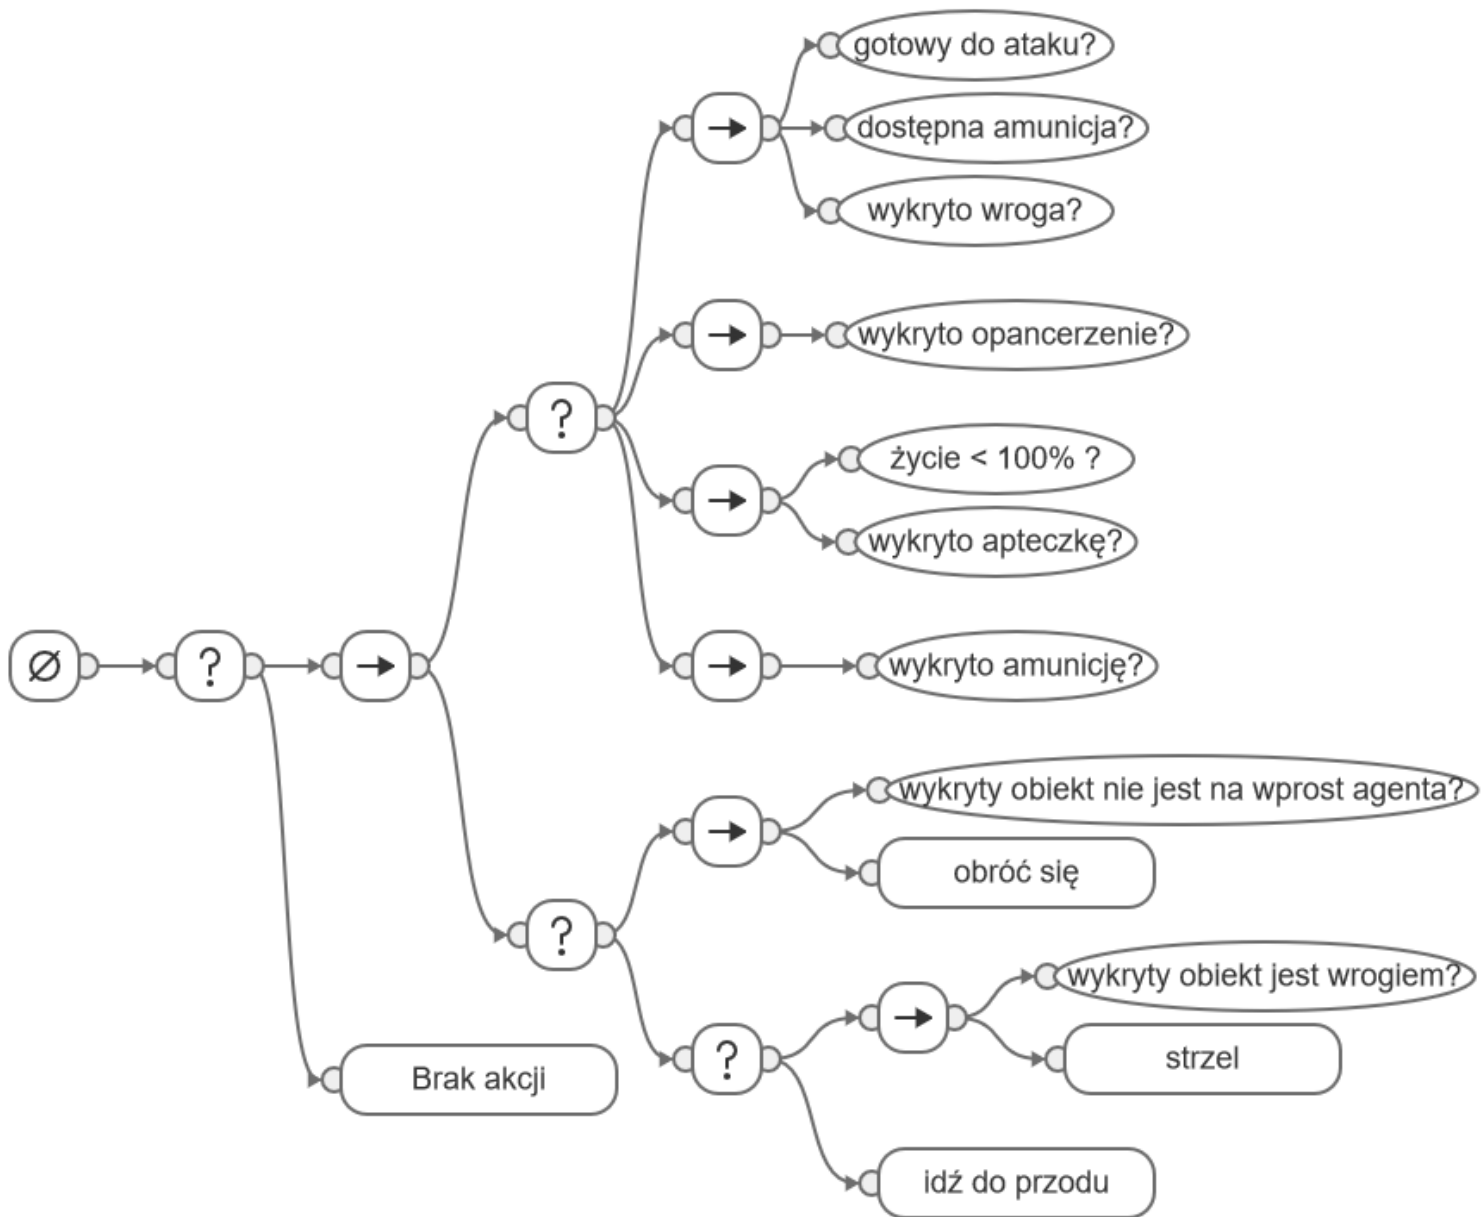 gotowy do ataku?
dostępna amunicja?
wykryto wroga?
wykryto opancerzenie?
?
życie < 100% ?
wykryto apteczkę?
∅
?
→
wykryto amunicję?
wykryty obiekt nie jest na wprost agenta?
obróć się
?
wykryty obiekt jest wrogiem?
?
strzel
Brak akcji
idź do przodu